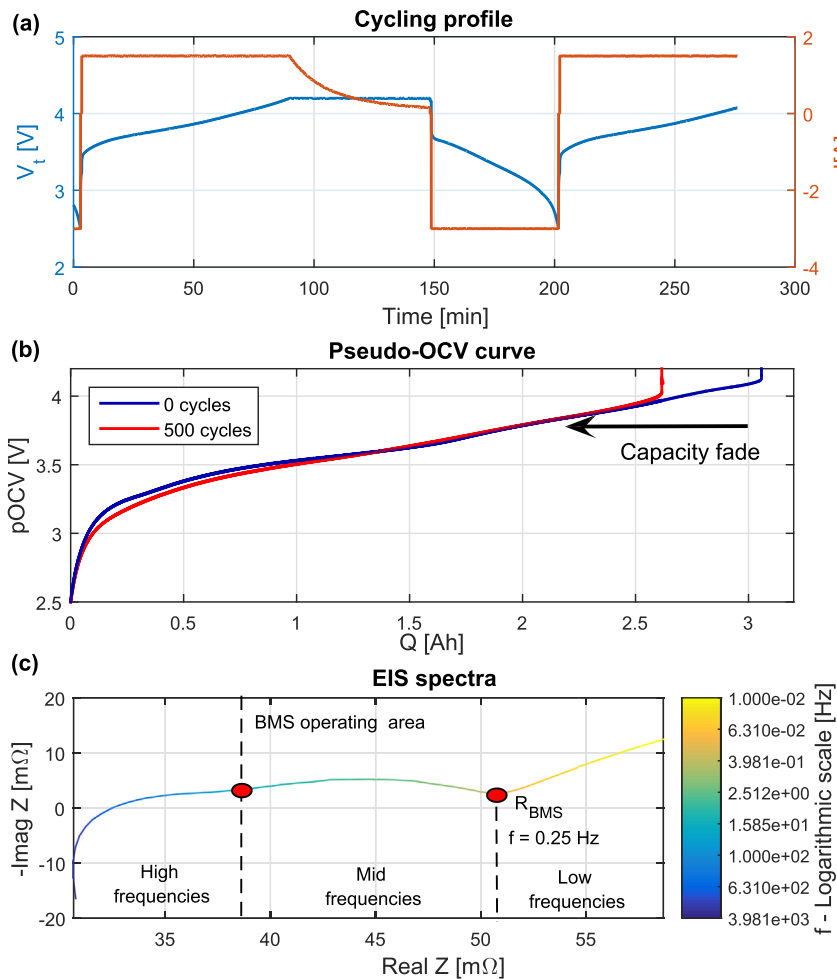 (a)
Cycling profile
5
4
3
2
V_t [V]
2
0
-2
-4
0
50
100
150
200
250
300
Time [min]
(b)
Pseudo-OCV curve
4
3.5
3
2.5
pOCV [V]
0 cycles
500 cycles
Capacity fade
0
0.5
1
1.5
2
2.5
3
Q [Ah]
(c)
EIS spectra
20
10
0
-10
-20
-Imag Z [mΩ]
BMS operating area
R_BMS
f = 0.25 Hz
High
frequencies
Mid
frequencies
Low
frequencies
35
40
45
50
55
Real Z [mΩ]
1.000e-02
6.310e-02
3.981e-01
2.512e+00
1.585e+01
1.000e+02
6.310e+02
3.981e+03
f - Logarithmic scale [Hz]